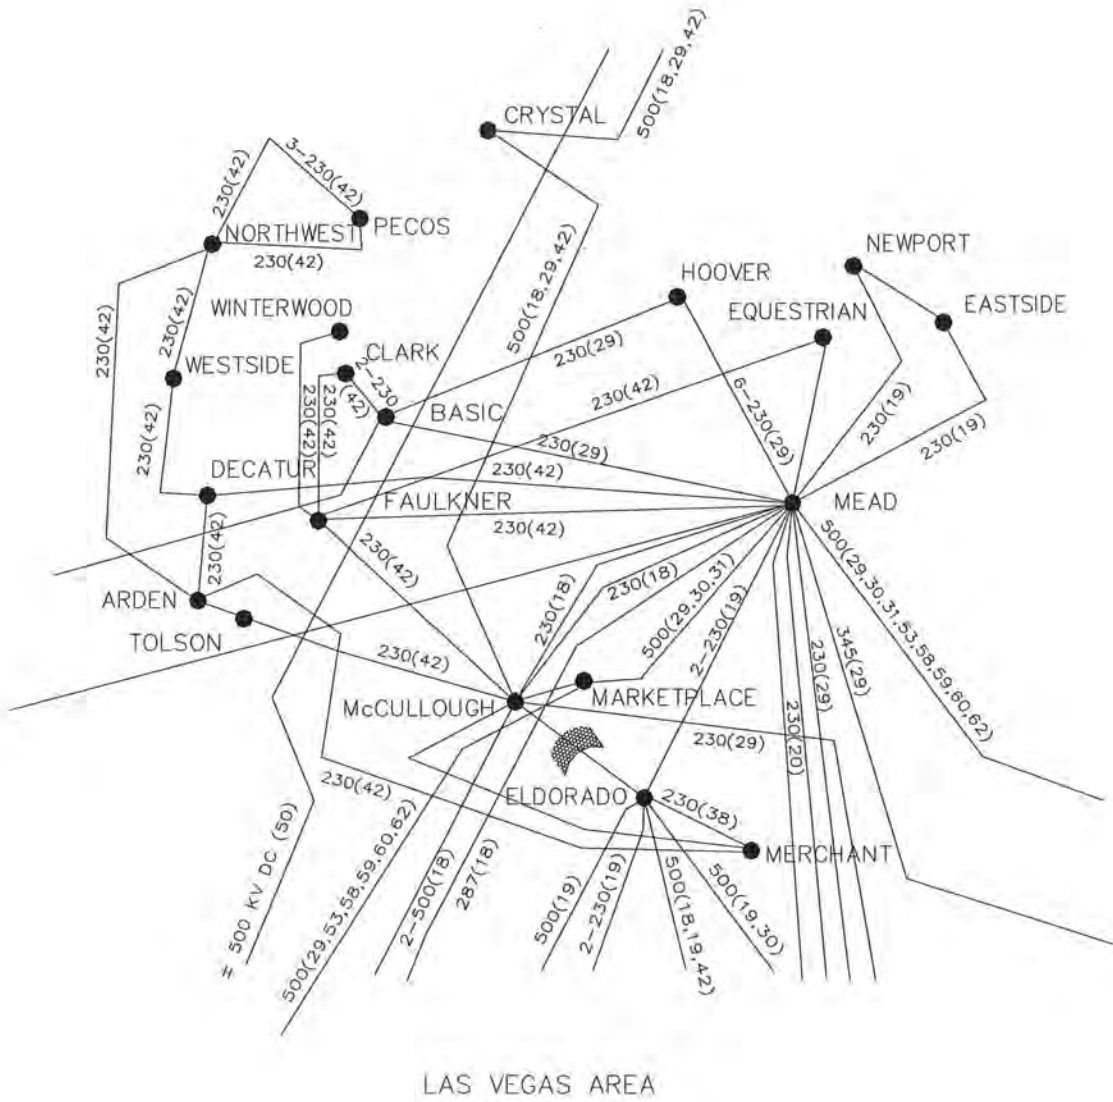 500(18,29,42)
CRYSTAL
3-230(42)
230(42)
PECOS
NORTHWEST
230(42)
500(18,29,42)
NEWPORT
HOOVER
EASTSIDE
WINTERWOOD
EQUESTRIAN
230(42)
230(42)
CLARK
WESTSIDE
2-230
(42)
230(29)
230(42)
6-230(29)
230(19)
230(19)
BASIC
230(42)
230(42)
230(42)
230(29)
230(42)
DECATUR
FAULKNER
MEAD
230(42)
230(42)
230(42)
ARDEN
TOLSON
230(42)
230(18)
230(18)
500(29,30,31)
2-230(19)
500(29,30,31,53,58,59,60,62)
345(29)
230(29)
230(20)
McCULLOUGH
MARKETPLACE
230(29)
230(42)
ELDORADO
230(38)
MERCHANT
# 500 KV DC (50)
500(29,53,58,59,60,62)
2-500(18)
287(18)
500(19)
2-230(19)
500(18,19,42)
500(19,30)
LAS VEGAS AREA